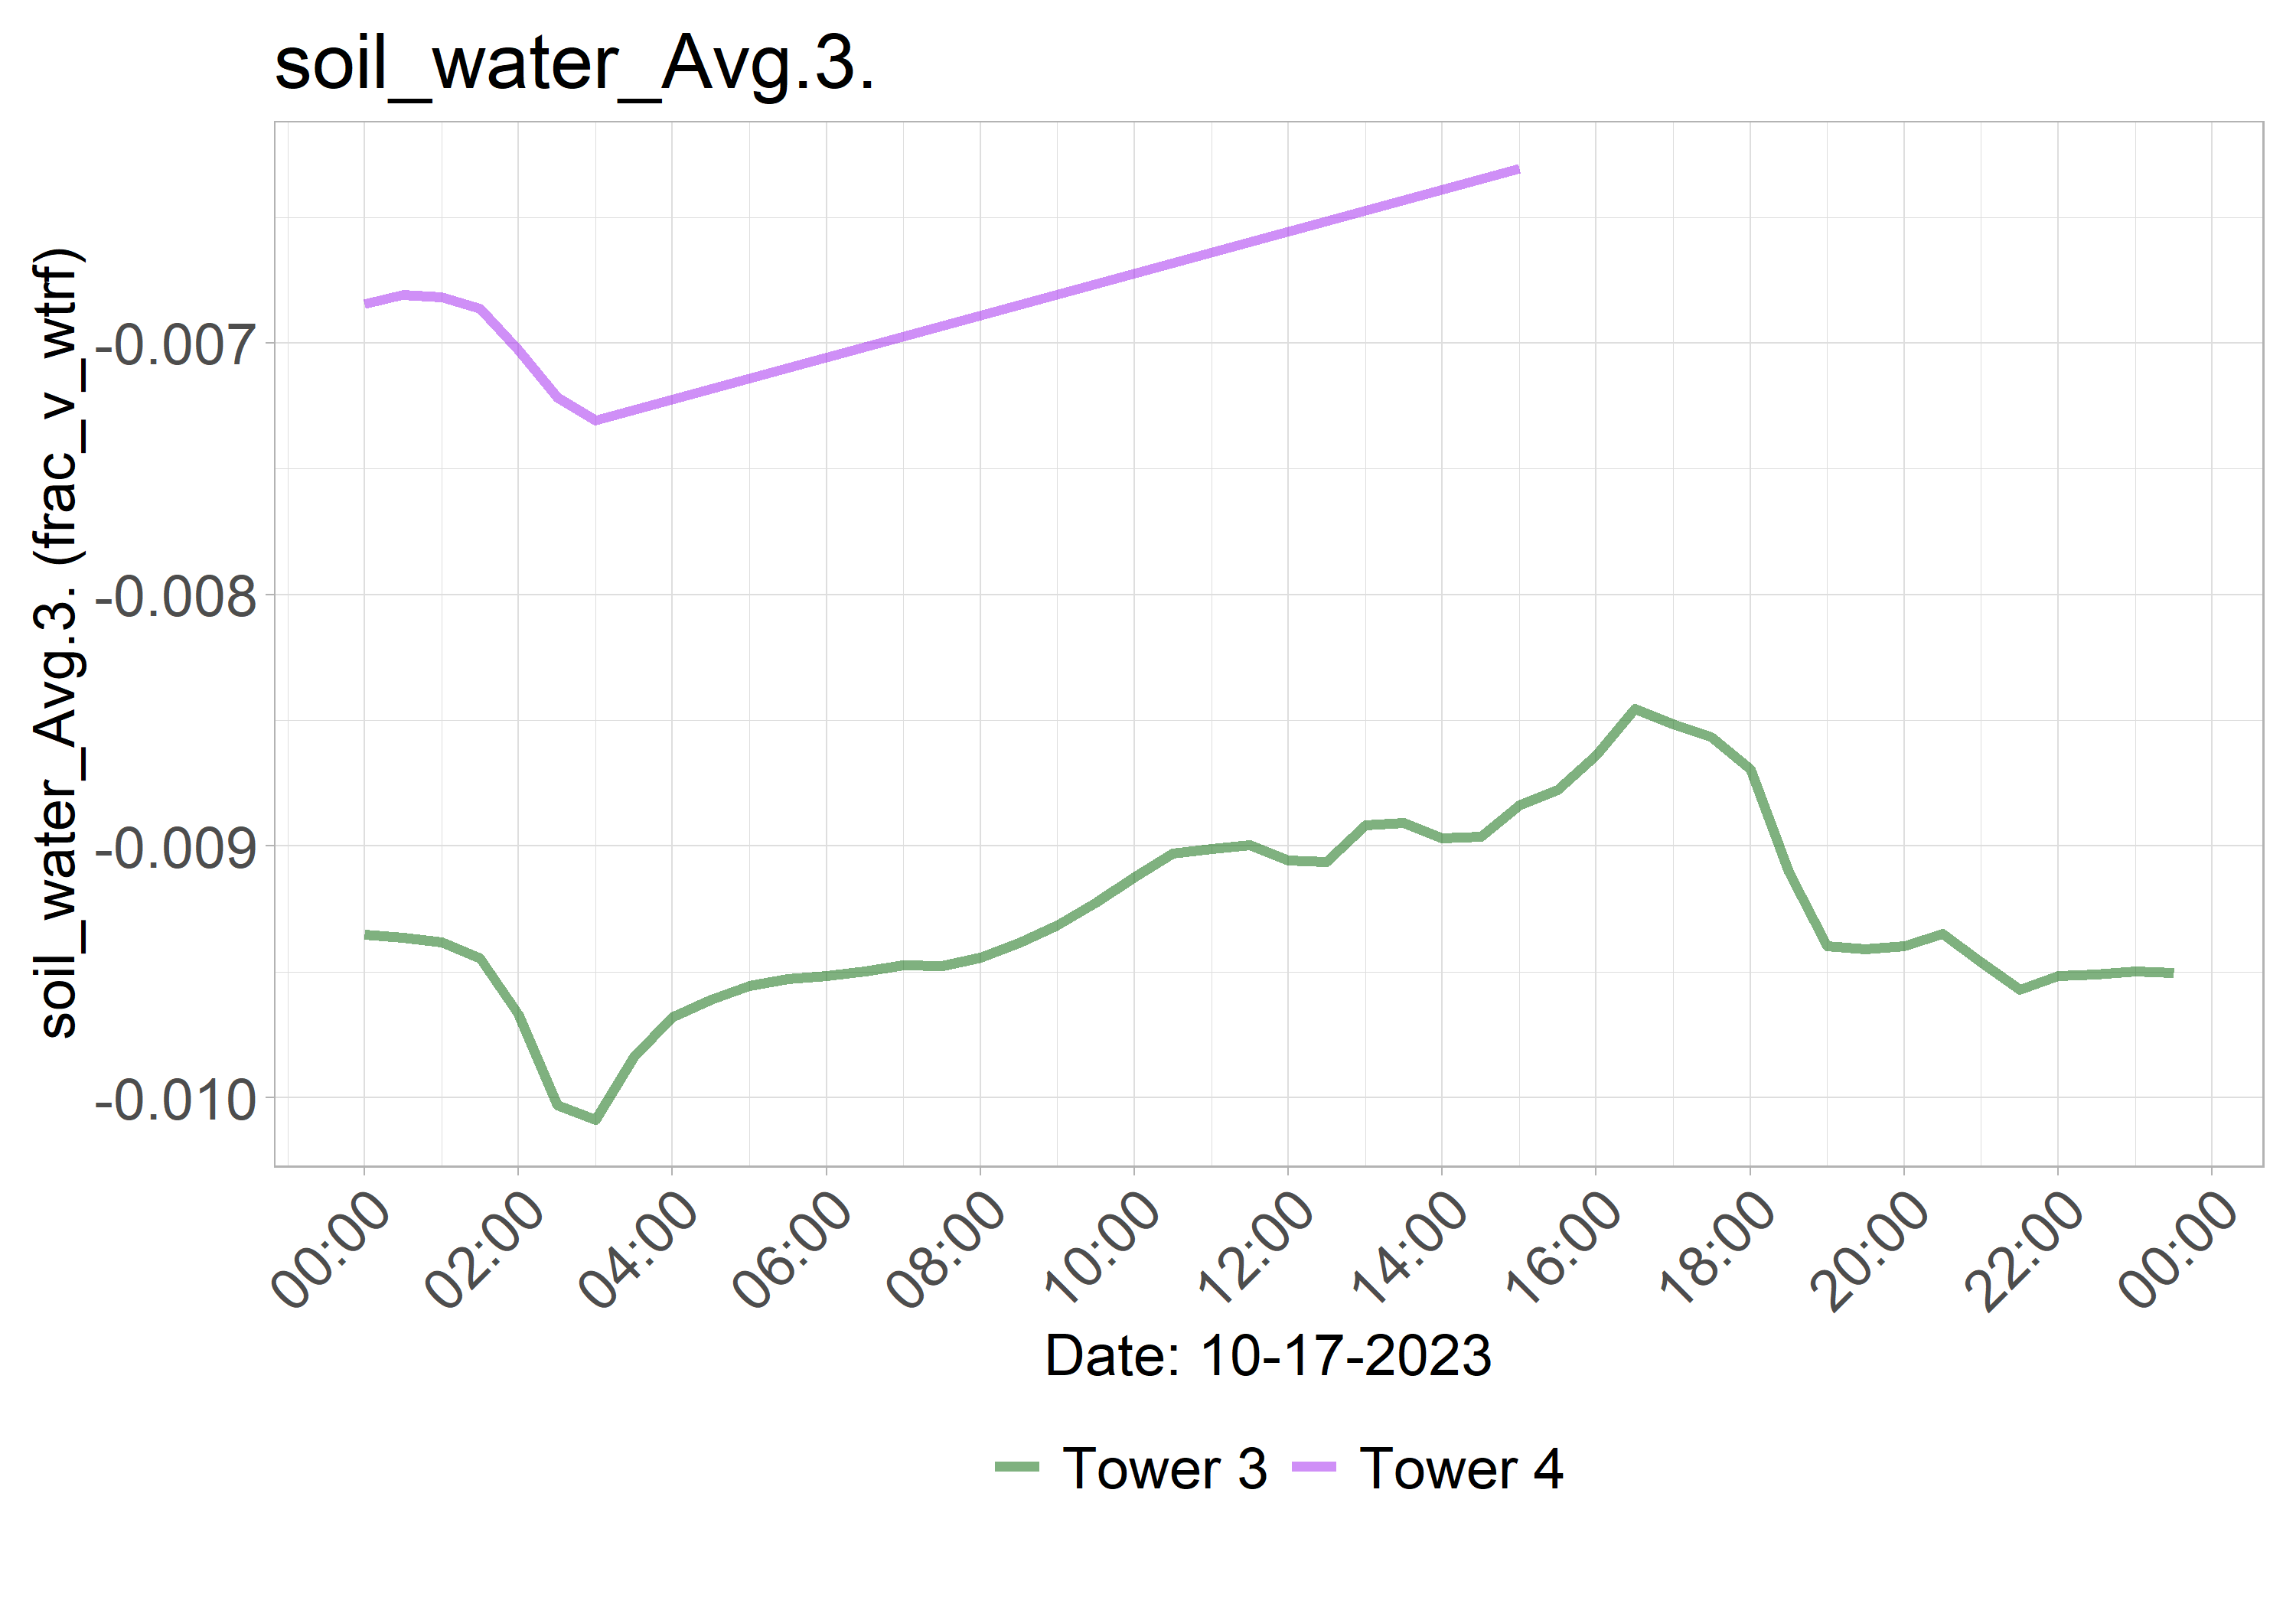 soil_water_Avg.3.
soil_water_Avg.3. (frac_v_wtrf)
-0.007
-0.008
-0.009
-0.010
00:00 02:00 04:00 06:00 08:00 10:00 12:00 14:00 16:00 18:00 20:00 22:00 00:00
Date: 10-17-2023
Tower 3 Tower 4